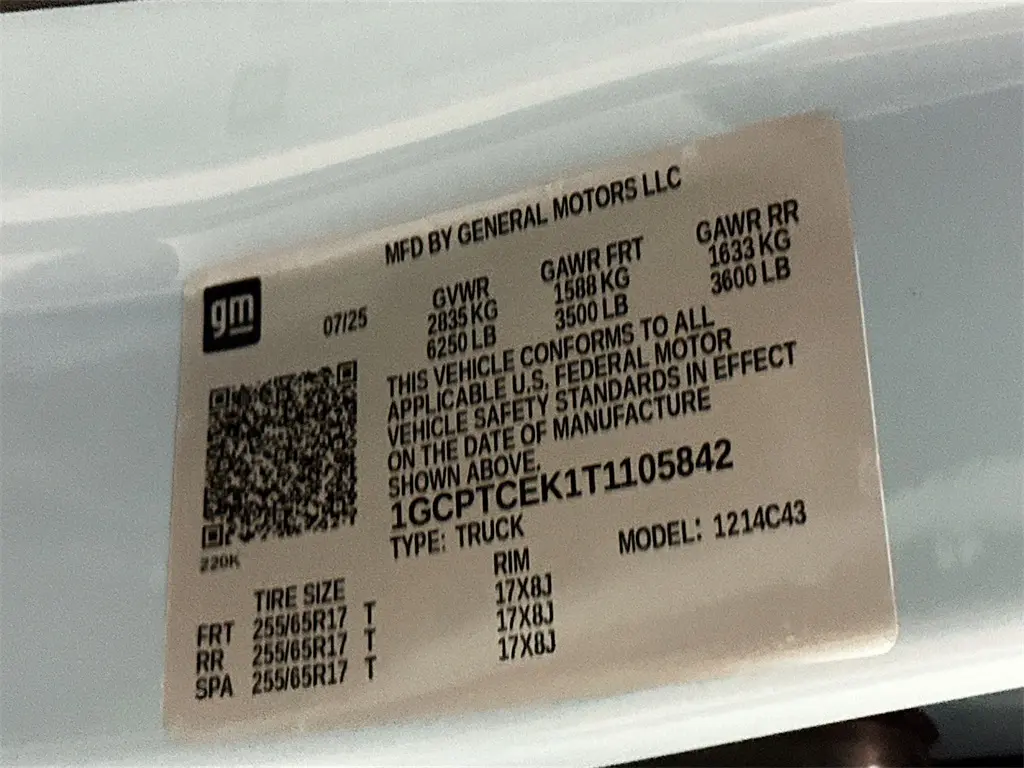 MFD BY GENERAL MOTORS LLC
gm
07/25
GVWR GAWR FRT GAWR RR
2835 KG 1588 KG 1633 KG
6250 LB 3500 LB 3600 LB
THIS VEHICLE CONFORMS TO ALL
APPLICABLE U.S. FEDERAL MOTOR
VEHICLE SAFETY STANDARDS IN EFFECT
ON THE DATE OF MANUFACTURE
SHOWN ABOVE.
1GCPTCEK1T1105842
TYPE: TRUCK MODEL: 1214C43
220K
TIRE SIZE RIM
FRT 255/65R17 T 17X8J
RR 255/65R17 T 17X8J
SPA 255/65R17 T 17X8J